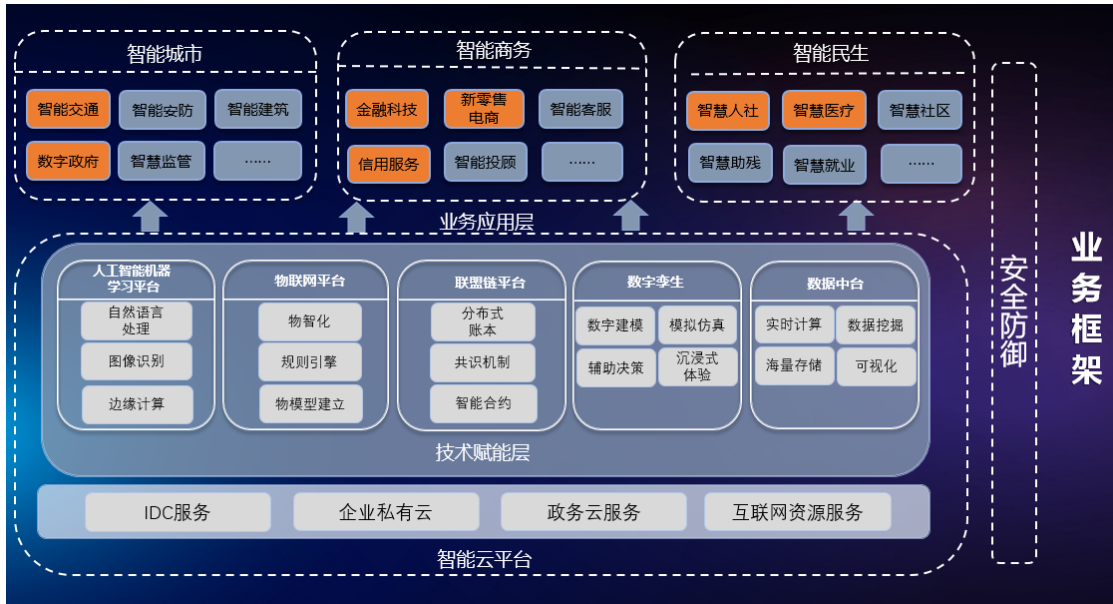 智能城市
智能交通
智能安防
智能建筑
数字政府
智慧监管
……
智能商务
金融科技
新零售
电商
智能客服
信用服务
智能投顾
……
智能民生
智慧人社
智慧医疗
智慧社区
智慧助残
智慧就业
……
业务应用层
人工智能机器
学习平台
自然语言
处理
图像识别
边缘计算
物联网平台
物智化
规则引擎
物模型建立
联盟链平台
分布式
账本
共识机制
智能合约
数字孪生
数字建模
模拟仿真
辅助决策
沉浸式
体验
数据中台
实时计算
数据挖掘
海量存储
可视化
技术赋能层
IDC服务
企业私有云
政务云服务
互联网资源服务
智能云平台
安全防御
业务框架